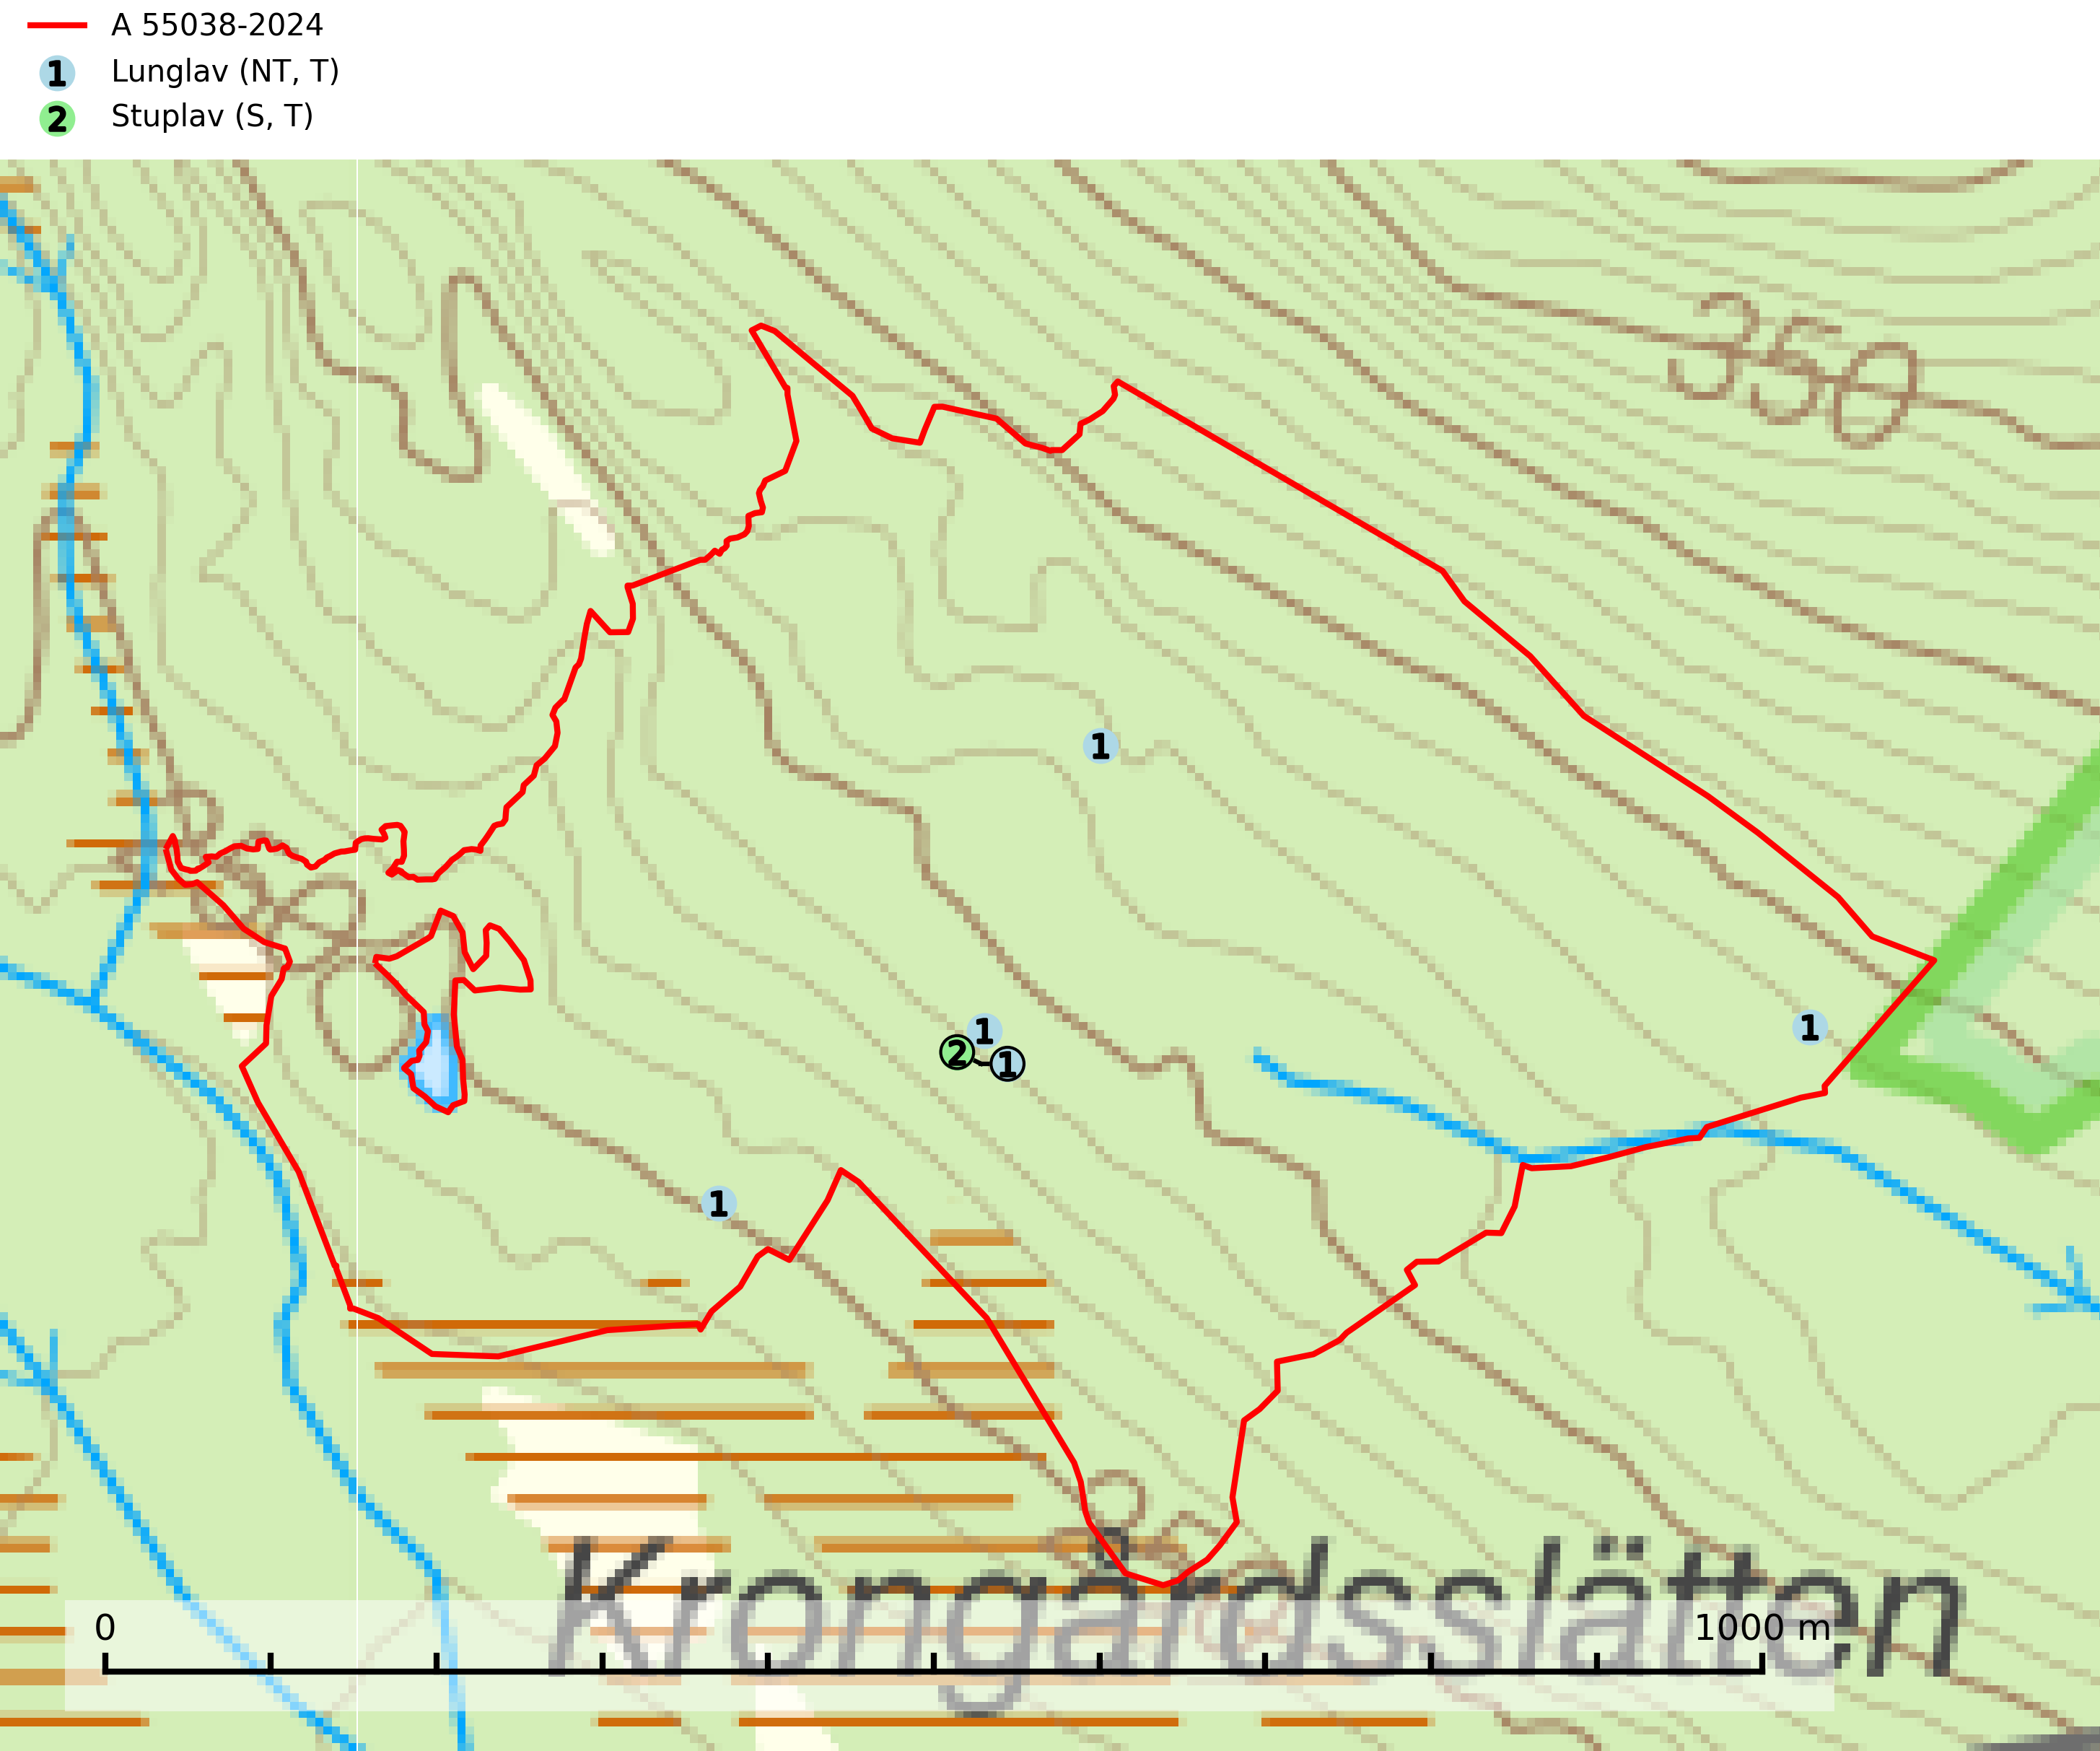 A 55038-2024
1 Lunglav (NT, T)
2 Stuplav (S, T)
350
1
1
2 1
1
1
Krongårdsslätten
0 1000 m